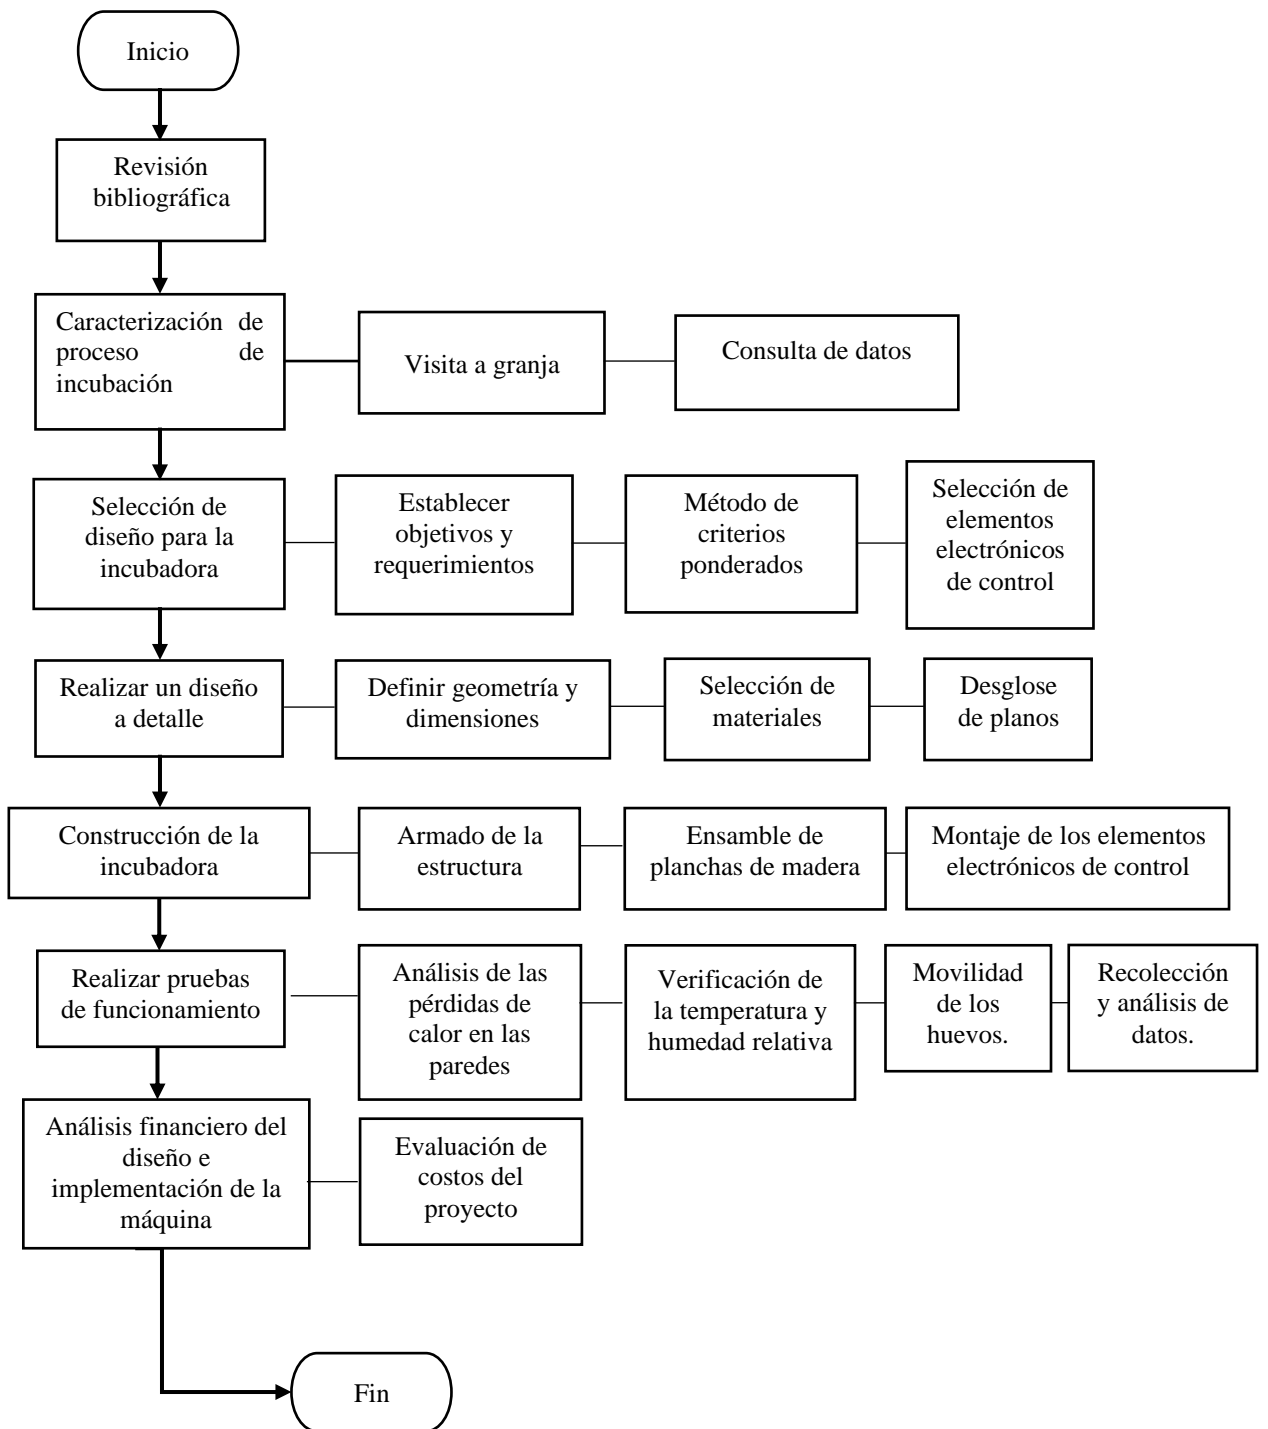 Inicio
Revisión
bibliográfica
Caracterización de
proceso de
incubación
Visita a granja
Consulta de datos
Selección de
diseño para la
incubadora
Establecer
objetivos y
requerimientos
Método de
criterios
ponderados
Selección de
elementos
electrónicos
de control
Realizar un diseño
a detalle
Definir geometría y
dimensiones
Selección de
materiales
Desglose
de planos
Construcción de la
incubadora
Armado de la
estructura
Ensamble de
planchas de madera
Montaje de los elementos
electrónicos de control
Realizar pruebas
de funcionamiento
Análisis de las
pérdidas de
calor en las
paredes
Verificación de
la temperatura y
humedad relativa
Movilidad
de los
huevos.
Recolección
y análisis de
datos.
Análisis financiero del
diseño e
implementación de la
máquina
Evaluación de
costos del
proyecto
Fin